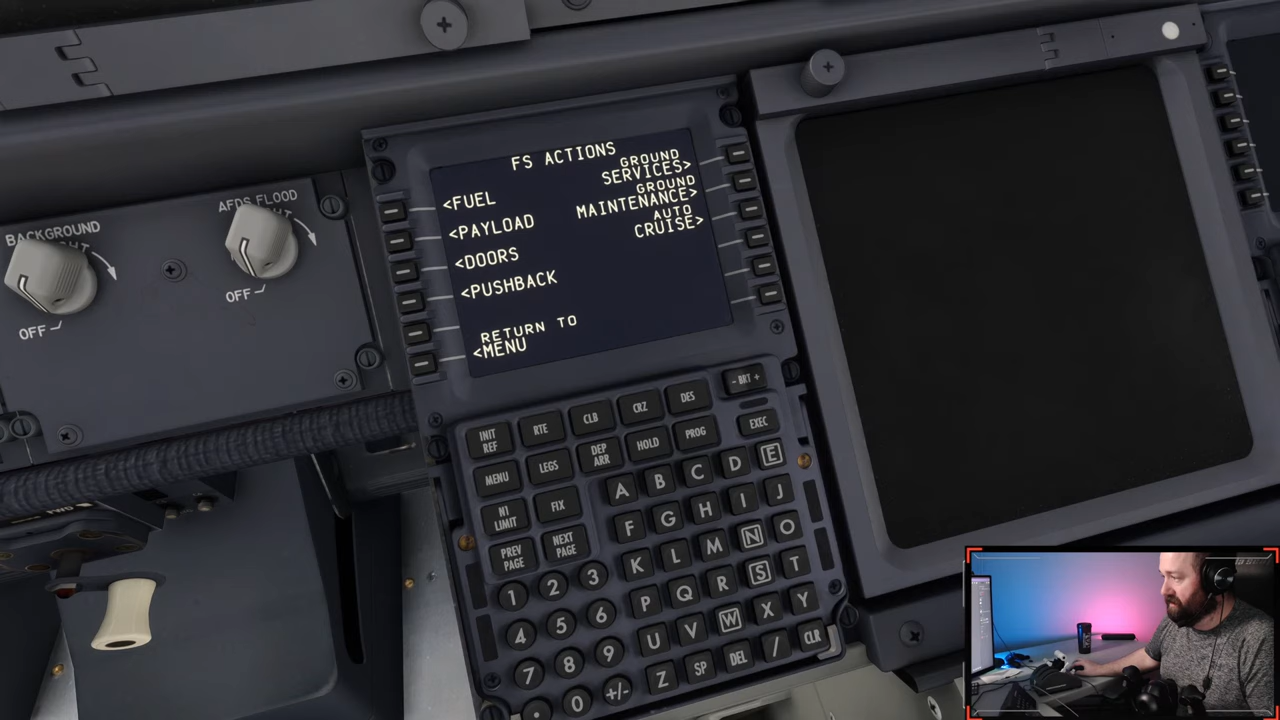 FS ACTIONS
GROUND
<FUEL
SERVICES>
GROUND
<PAYLOAD
MAINTENANCE>
AUTO
<DOORS
CRUISE>
<PUSHBACK
RETURN TO
<MENU
BACKGROUND
OFF
AFDS FLOOD
OFF
- BRT +
INIT REF
RTE
CLB
CRZ
DES
MENU
LEGS
DEP ARR
HOLD
PROG
EXEC
N1 LIMIT
FIX
PREV PAGE
NEXT PAGE
A B C D E
F G H I J
K L M N O
P Q R S T
U V W X Y
Z SP DEL / CLR
1 2 3
4 5 6
7 8 9
. 0 +/-
FWD